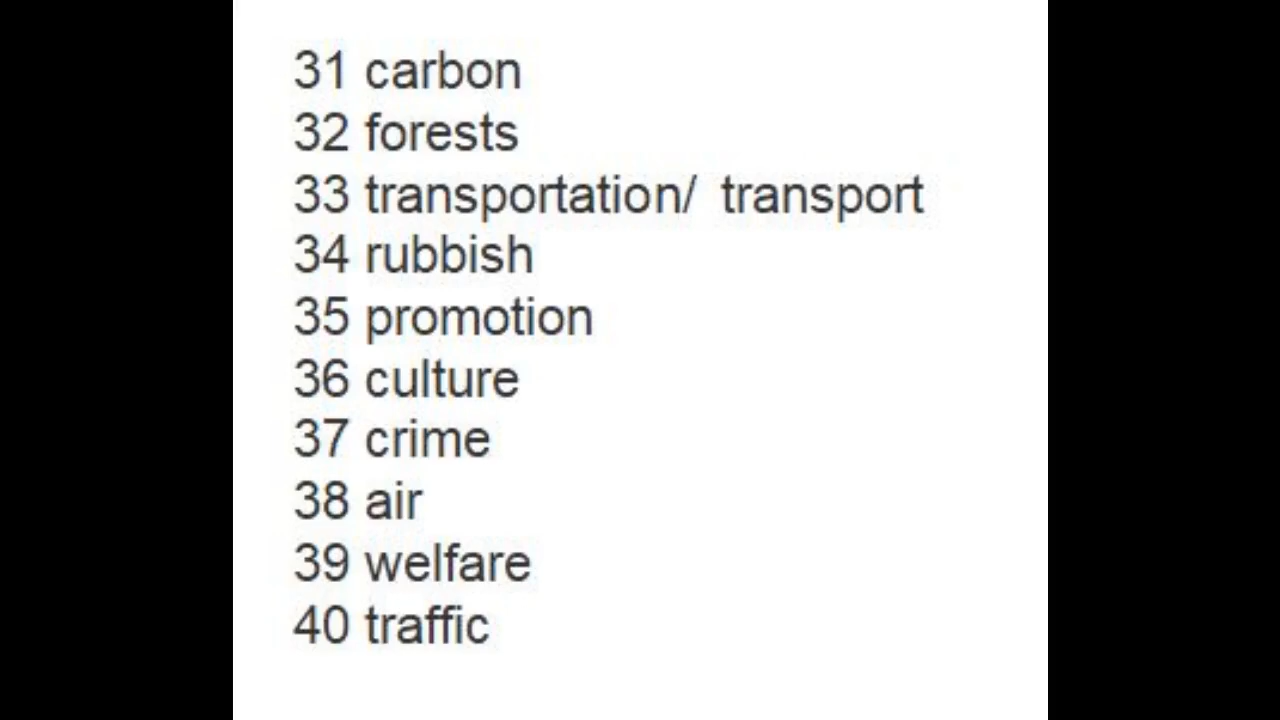 31 carbon
32 forests
33 transportation/ transport
34 rubbish
35 promotion
36 culture
37 crime
38 air
39 welfare
40 traffic